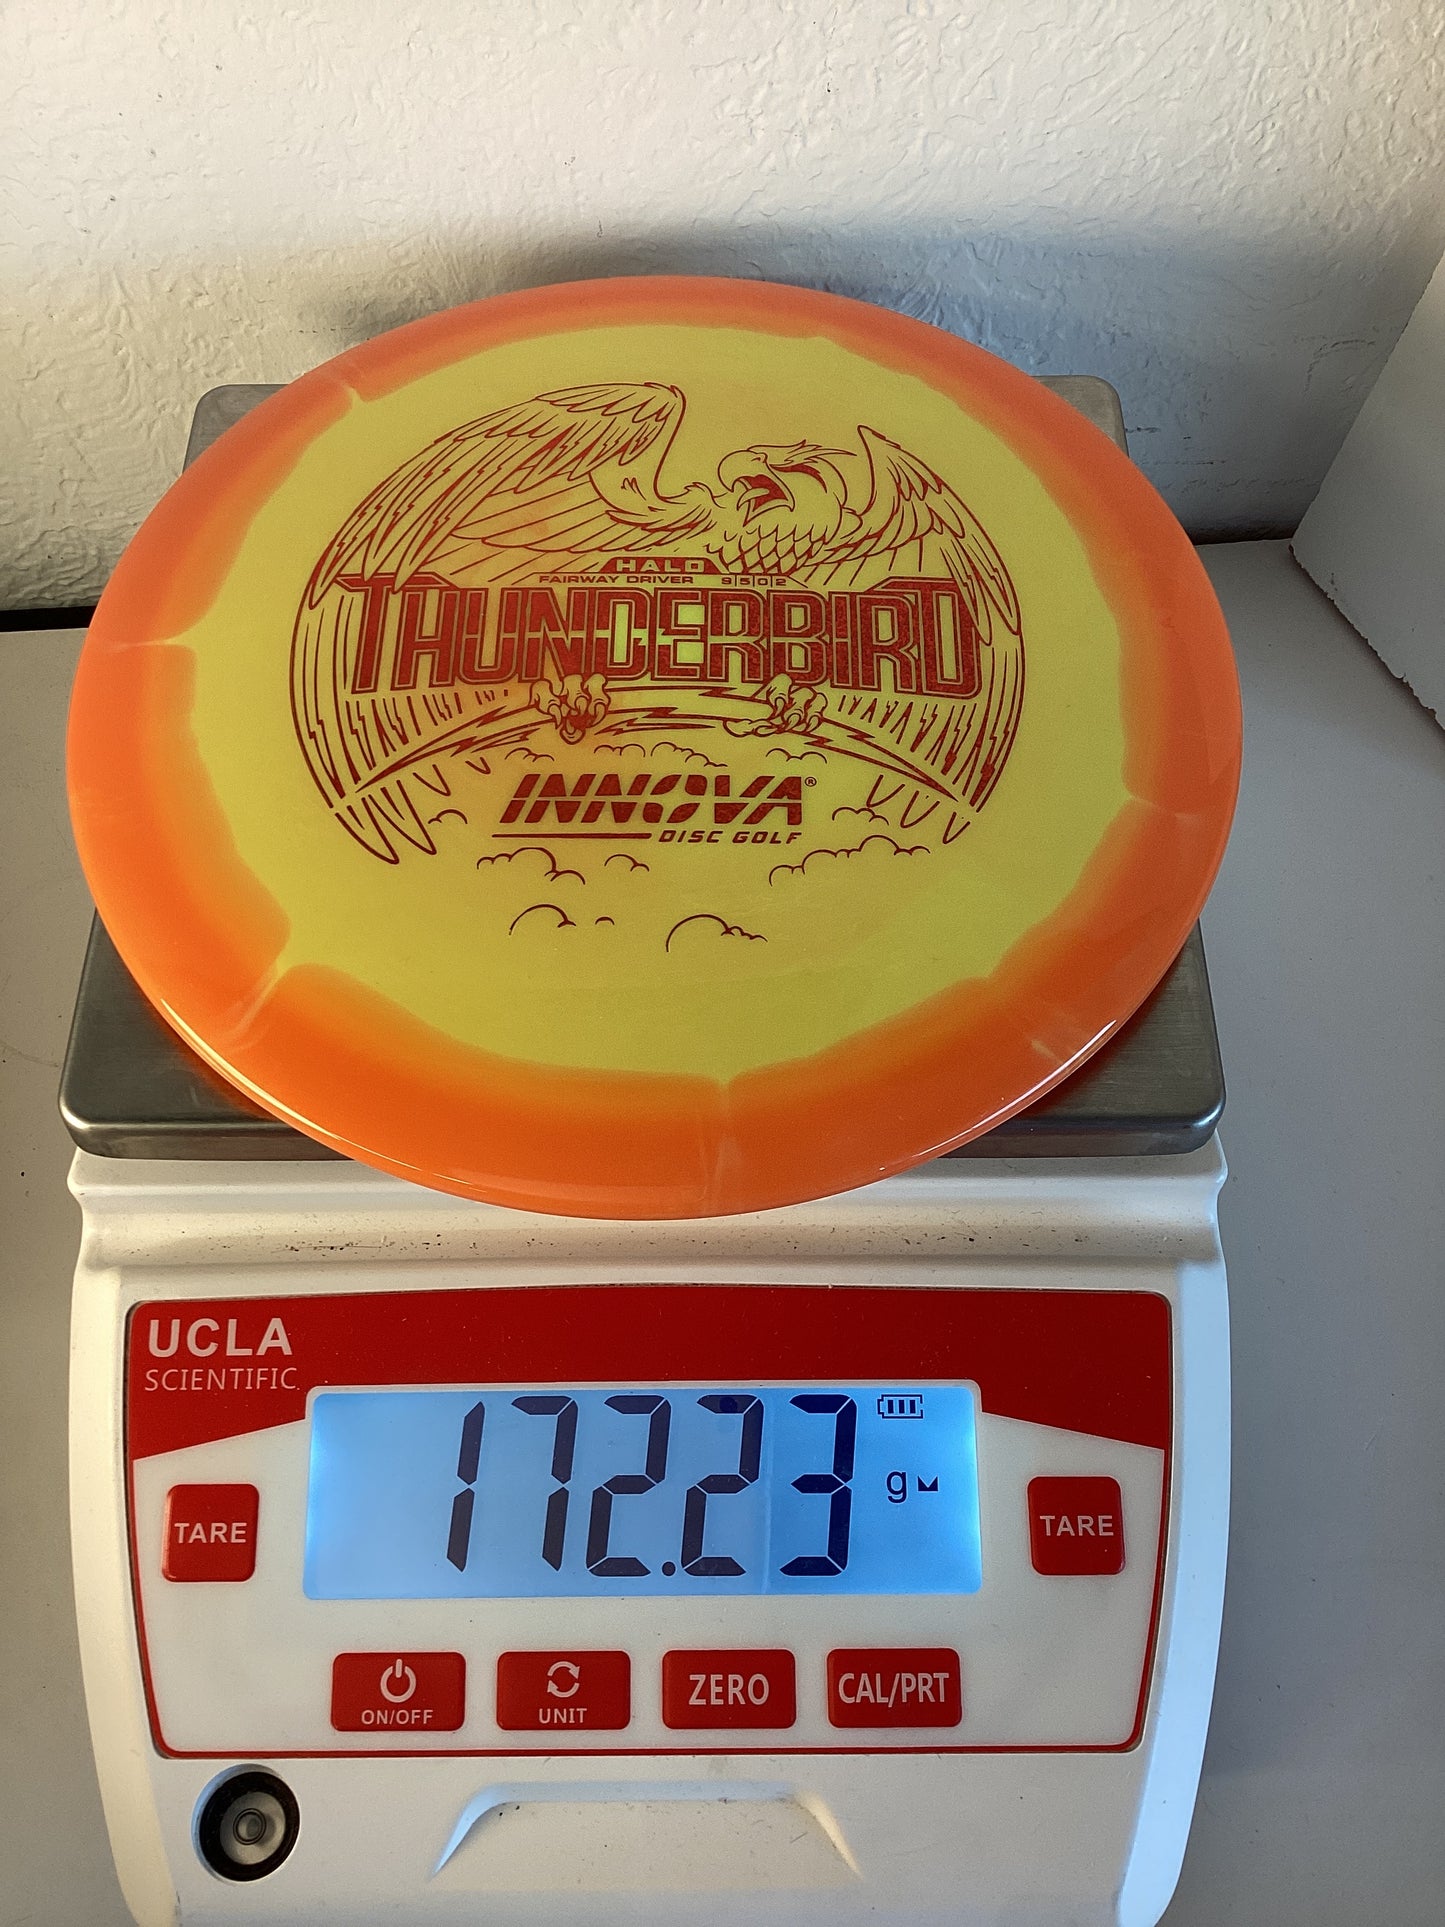 HALO
FAIRWAY DRIVER 9 5 0 2
THUNDERBIRD
INNOVA®
DISC GOLF
UCLA
SCIENTIFIC
172.23 g
TARE
TARE
ON/OFF
UNIT
ZERO
CAL/PRT